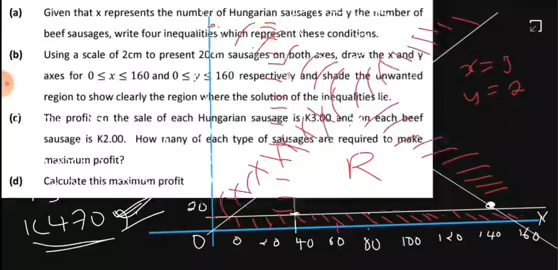 (a) Given that x represents the number of Hungarian sausages and y the number of
beef sausages, write four inequalities which represent these conditions.
(b) Using a scale of 2cm to present 20cm sausages on both axes, draw the x and y
axes for 0 ≤ x ≤ 160 and 0 ≤ y ≤ 160 respectively and shade the unwanted
region to show clearly the region where the solution of the inequalities lie.
(c) The profit on the sale of each Hungarian sausage is K3.00 and on each beef
sausage is K2.00. How many of each type of sausages are required to make
maximum profit?
(d) Calculate this maximum profit
x = 3
y = 2
R
K470
20
0 0 20 40 60 80 100 120 140 160 X